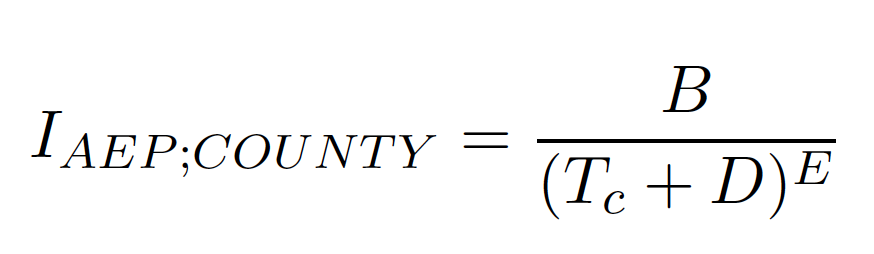 I_{AEP;COUNTY} = \frac{B}{(T_c + D)^E}